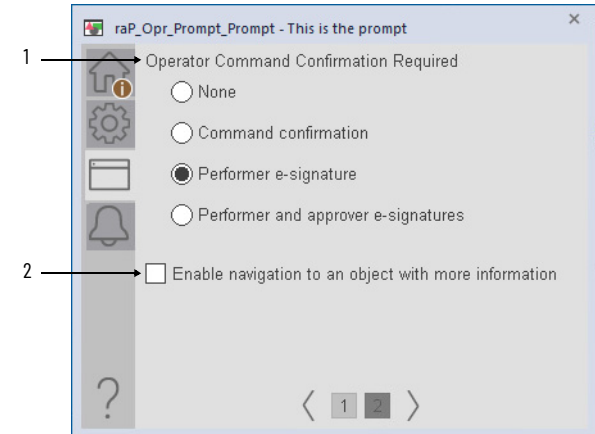 raP_Opr_Prompt_Prompt - This is the prompt
1
Operator Command Confirmation Required
None
Command confirmation
Performer e-signature
Performer and approver e-signatures
2
Enable navigation to an object with more information
?
1 2